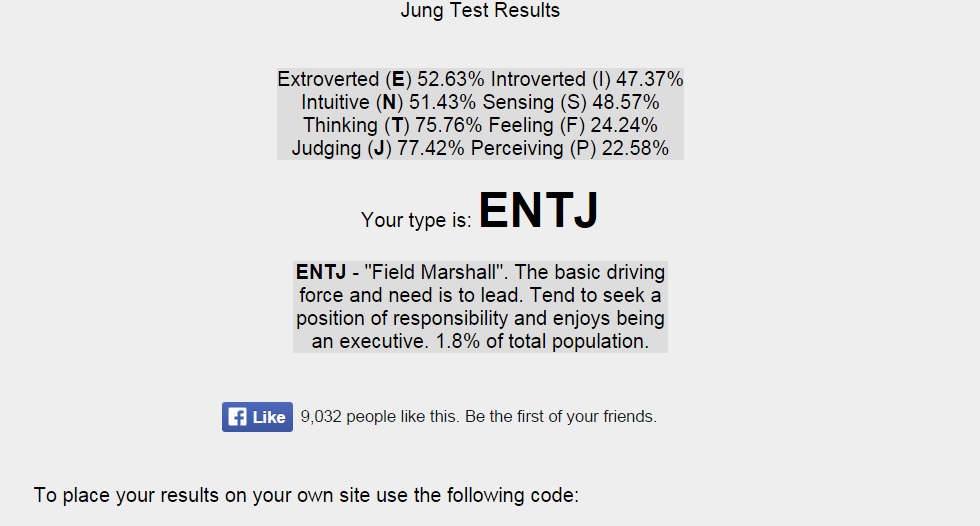 Jung Test Results
Extroverted (E) 52.63% Introverted (I) 47.37%
Intuitive (N) 51.43% Sensing (S) 48.57%
Thinking (T) 75.76% Feeling (F) 24.24%
Judging (J) 77.42% Perceiving (P) 22.58%
Your type is: ENTJ
ENTJ - "Field Marshall". The basic driving
force and need is to lead. Tend to seek a
position of responsibility and enjoys being
an executive. 1.8% of total population.
Like 9,032 people like this. Be the first of your friends.
To place your results on your own site use the following code: